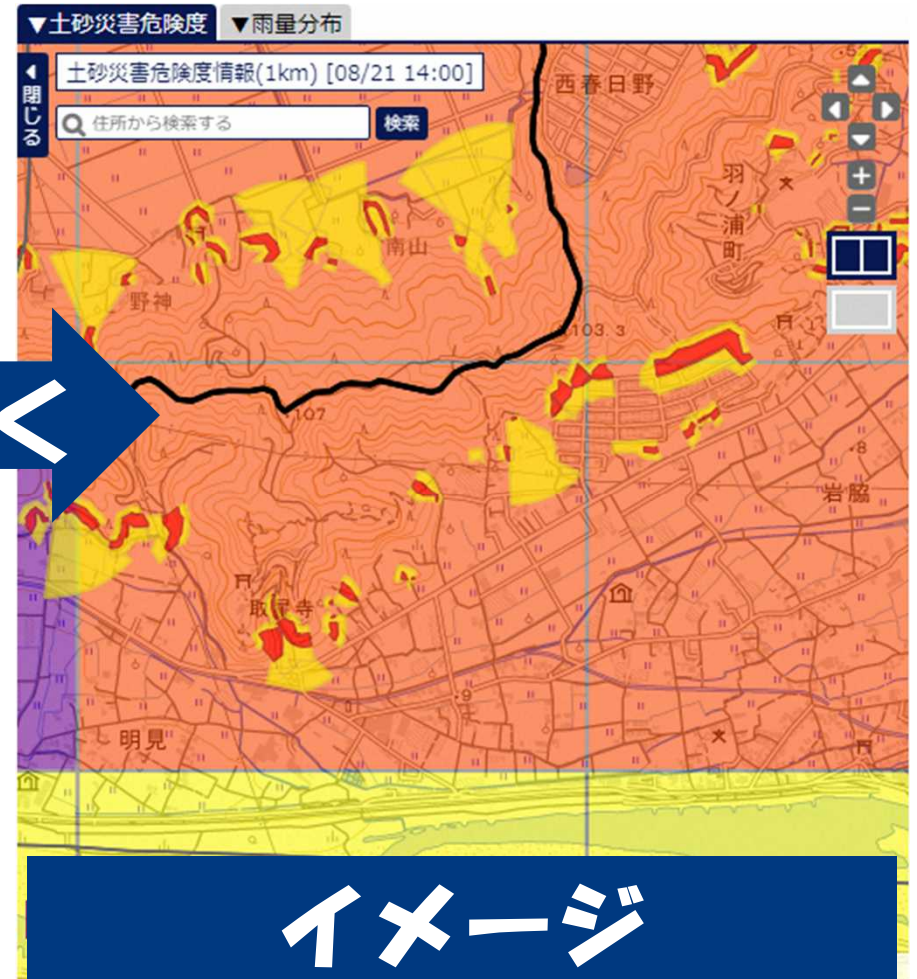 ▼土砂災害危険度 ▼雨量分布
土砂災害危険度情報(1km) [08/21 14:00]
閉じる
住所から検索する 検索
西春日野
羽ノ浦町
南山
野神
103.3
107
く
8
岩脇
取星寺
9
明見
イメージ